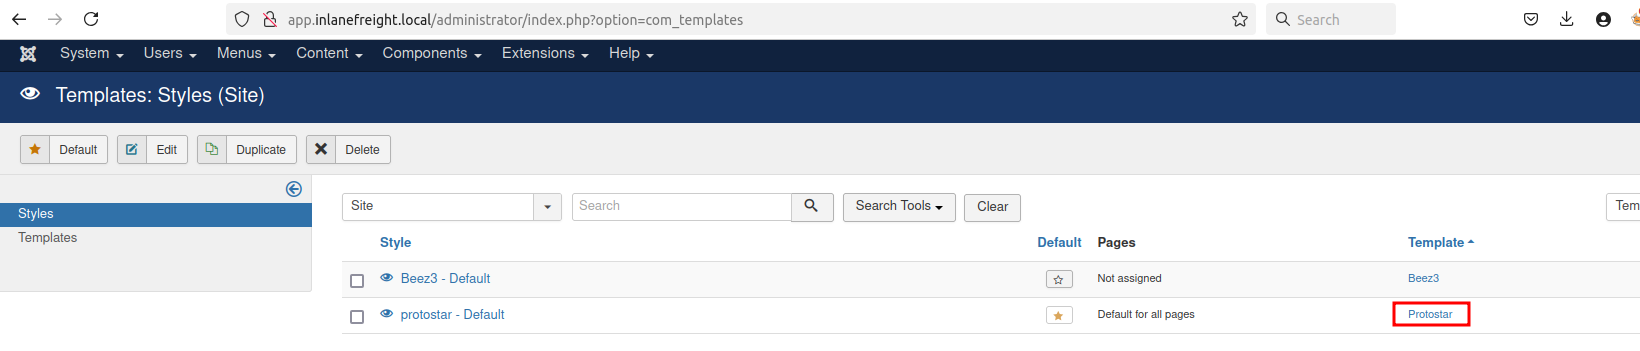 app.inlanefreight.local/administrator/index.php?option=com_templates
Search
System Users Menus Content Components Extensions Help
Templates: Styles (Site)
Default Edit Duplicate Delete
Styles
Templates
Site Search Search Tools Clear Tem
Style Default Pages Template
Beez3 - Default Not assigned Beez3
protostar - Default Default for all pages Protostar